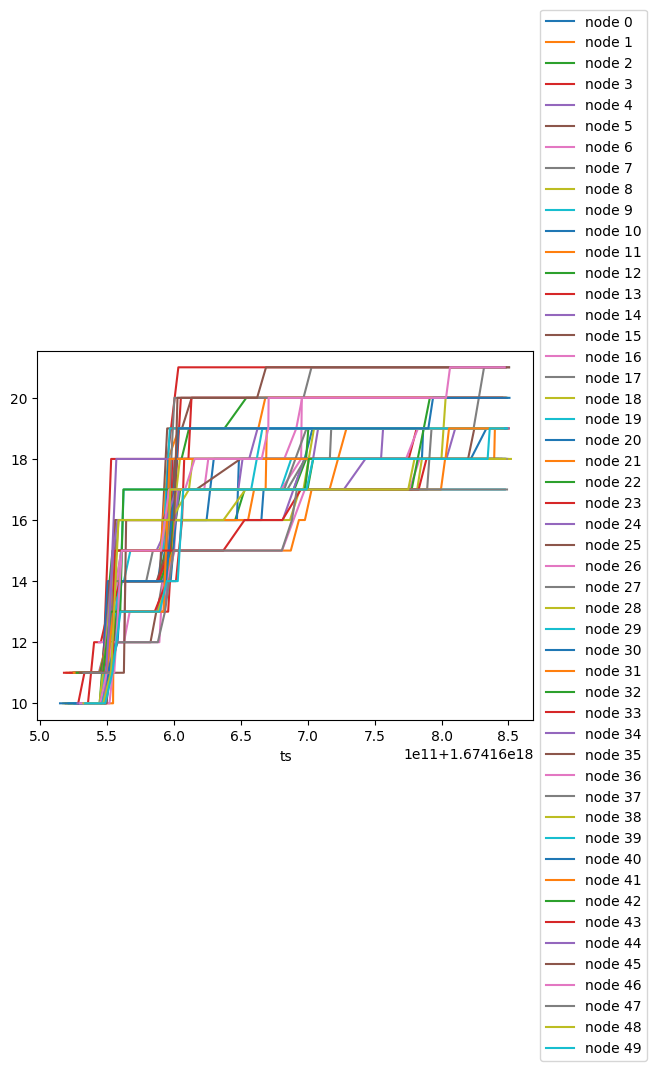 node 0
node 1
node 2
node 3
node 4
node 5
node 6
node 7
node 8
node 9
node 10
node 11
node 12
node 13
node 14
node 15
node 16
node 17
node 18
node 19
node 20
node 21
node 22
node 23
node 24
node 25
node 26
node 27
node 28
node 29
node 30
node 31
node 32
node 33
node 34
node 35
node 36
node 37
node 38
node 39
node 40
node 41
node 42
node 43
node 44
node 45
node 46
node 47
node 48
node 49
20
18
16
14
12
10
5.0 5.5 6.0 6.5 7.0 7.5 8.0 8.5
ts
1e11+1.67416e18